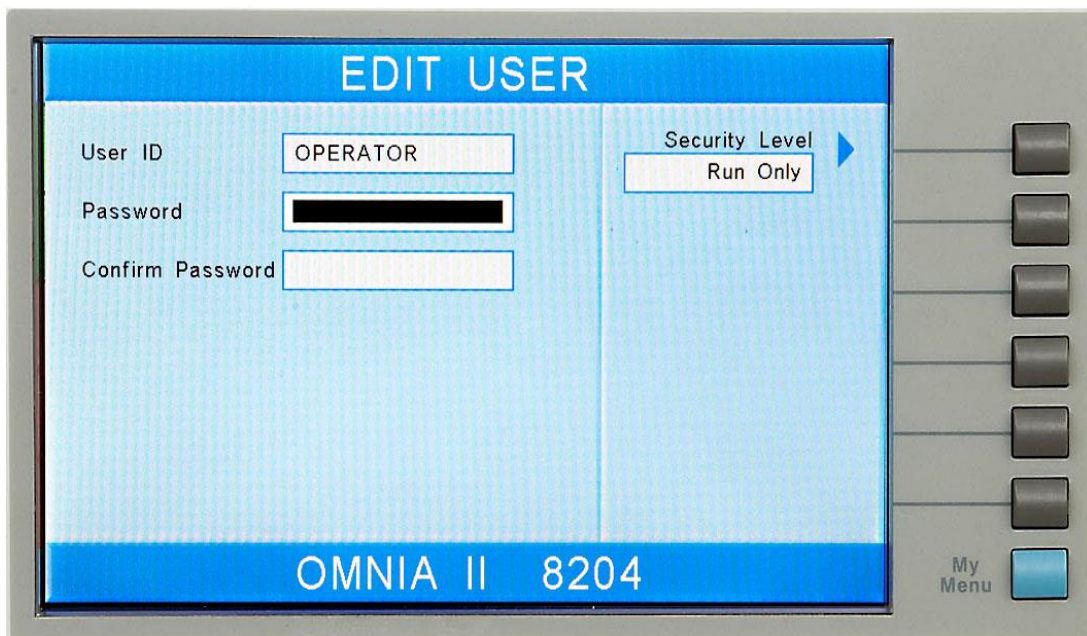 EDIT USER
User ID
OPERATOR
Password
Confirm Password
Security Level
Run Only
OMNIA II 8204
My
Menu